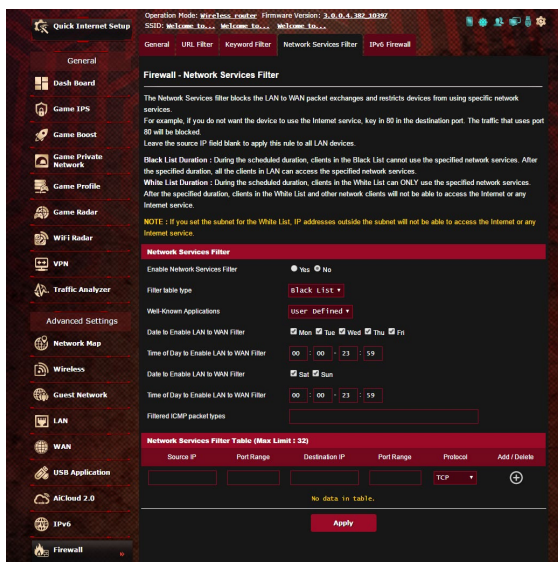 Quick Internet Setup
General
Dash Board
Game IPS
Game Boost
Game Private
Network
Game Profile
Game Radar
WiFi Radar
VPN
Traffic Analyzer
Advanced Settings
Network Map
Wireless
Guest Network
LAN
WAN
USB Application
AiCloud 2.0
IPv6
Firewall
Operation Mode: Wireless router Firmware Version: 3.0.0.4.382_10397
SSID: Welcome to... Welcome to... Welcome to...
General URL Filter Keyword Filter Network Services Filter IPv6 Firewall
Firewall - Network Services Filter
The Network Services filter blocks the LAN to WAN packet exchanges and restricts devices from using specific network
services.
For example, if you do not want the device to use the Internet service, key in 80 in the destination port. The traffic that uses port
80 will be blocked.
Leave the source IP field blank to apply this rule to all LAN devices.
Black List Duration : During the scheduled duration, clients in the Black List cannot use the specified network services. After
the specified duration, all the clients in LAN can access the specified network services.
White List Duration : During the scheduled duration, clients in the White List can ONLY use the specified network services.
After the specified duration, clients in the White List and other network clients will not be able to access the Internet or any
Internet service.
NOTE : If you set the subnet for the White List, IP addresses outside the subnet will not be able to access the Internet or any
Internet service.
Network Services Filter
Enable Network Services Filter Yes No
Filter table type Black List
Well-Known Applications User Defined
Date to Enable LAN to WAN Filter Mon Tue Wed Thu Fri
Time of Day to Enable LAN to WAN Filter 00 : 00 - 23 : 59
Date to Enable LAN to WAN Filter Sat Sun
Time of Day to Enable LAN to WAN Filter 00 : 00 - 23 : 59
Filtered ICMP packet types
Network Services Filter Table (Max Limit : 32)
Source IP Port Range Destination IP Port Range Protocol Add / Delete
TCP
No data in table.
Apply